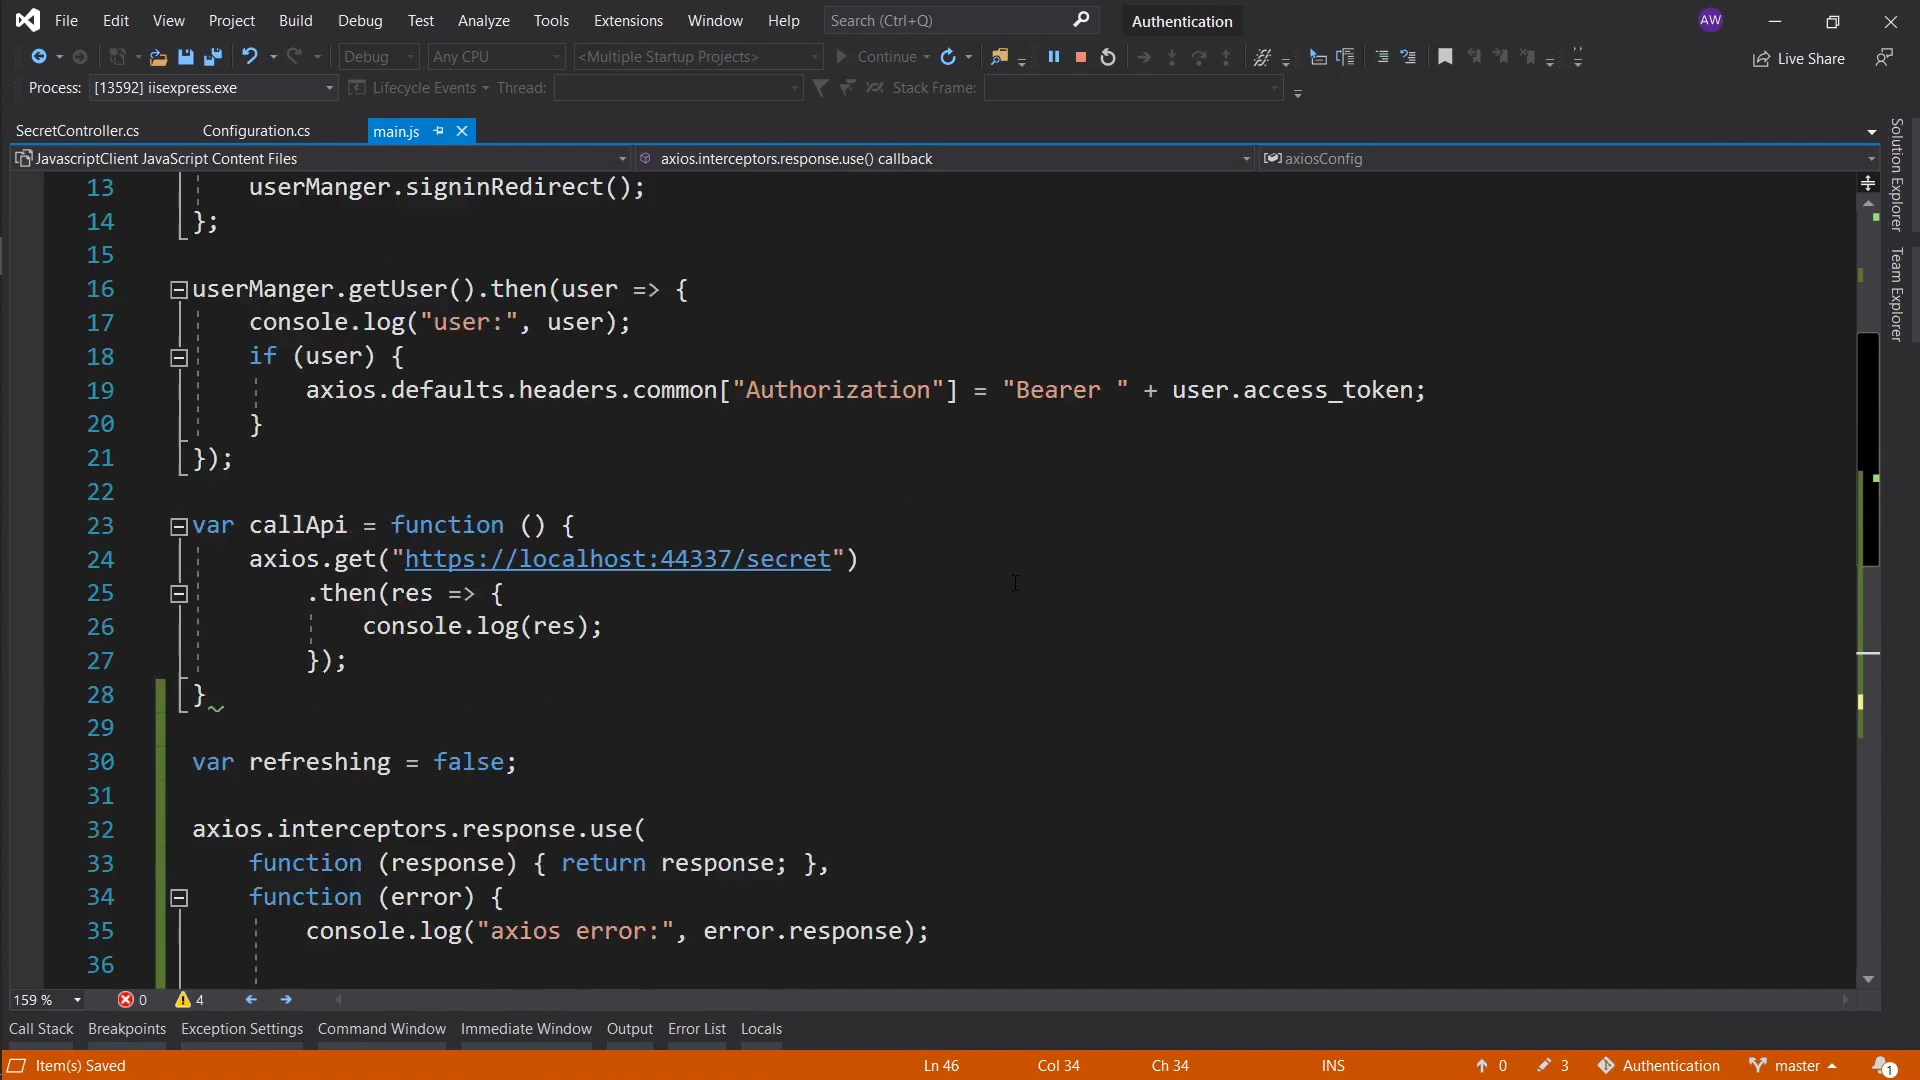 File Edit View Project Build Debug Test Analyze Tools Extensions Window Help Search (Ctrl+Q) Authentication AW
Debug Any CPU <Multiple Startup Projects> Continue Live Share
Process: [13592] iisexpress.exe Lifecycle Events Thread: Stack Frame:
SecretController.cs Configuration.cs main.js
JavascriptClient JavaScript Content Files axios.interceptors.response.use() callback axiosConfig
Solution Explorer
Team Explorer
13 userManger.signinRedirect();
14 };
15
16 userManger.getUser().then(user => {
17 console.log("user:", user);
18 if (user) {
19 axios.defaults.headers.common["Authorization"] = "Bearer " + user.access_token;
20 }
21 });
22
23 var callApi = function () {
24 axios.get("https://localhost:44337/secret")
25 .then(res => {
26 console.log(res);
27 });
28 }
29
30 var refreshing = false;
31
32 axios.interceptors.response.use(
33 function (response) { return response; },
34 function (error) {
35 console.log("axios error:", error.response);
36
159 % 0 4
Call Stack Breakpoints Exception Settings Command Window Immediate Window Output Error List Locals
Item(s) Saved Ln 46 Col 34 Ch 34 INS 0 3 Authentication master 1